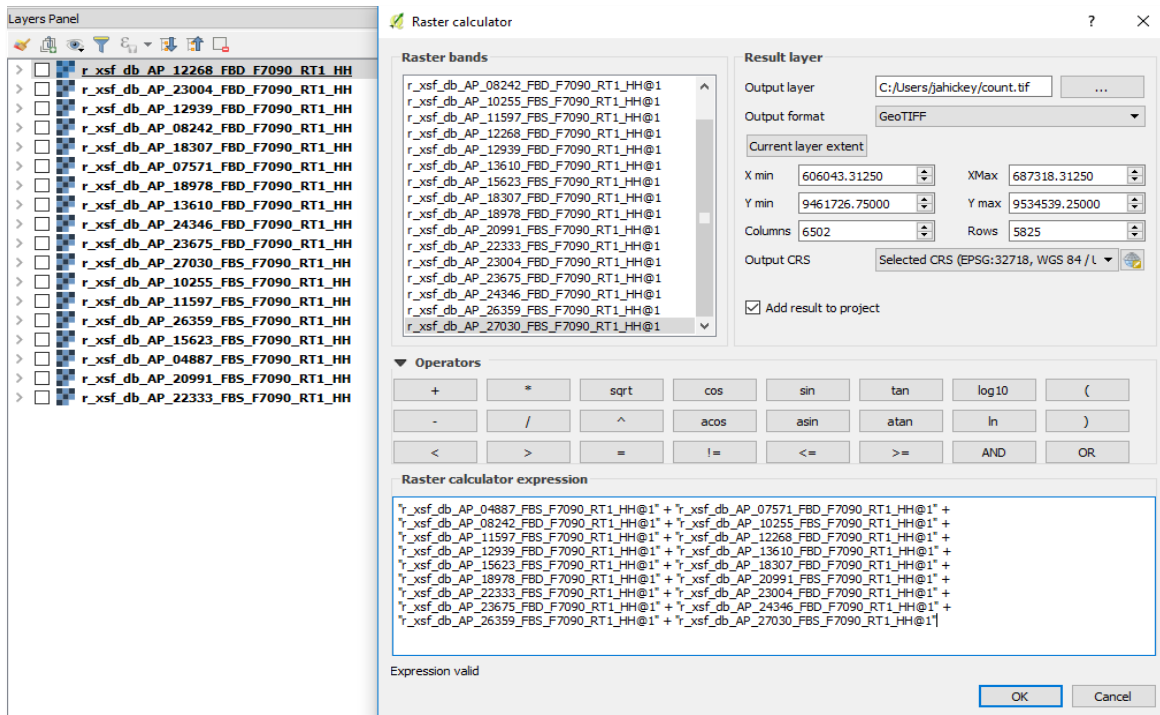 Layers Panel
r_xsf_db_AP_12268_FBD_F7090_RT1_HH
r_xsf_db_AP_23004_FBD_F7090_RT1_HH
r_xsf_db_AP_12939_FBD_F7090_RT1_HH
r_xsf_db_AP_08242_FBD_F7090_RT1_HH
r_xsf_db_AP_18307_FBD_F7090_RT1_HH
r_xsf_db_AP_07571_FBD_F7090_RT1_HH
r_xsf_db_AP_18978_FBD_F7090_RT1_HH
r_xsf_db_AP_13610_FBD_F7090_RT1_HH
r_xsf_db_AP_24346_FBD_F7090_RT1_HH
r_xsf_db_AP_23675_FBD_F7090_RT1_HH
r_xsf_db_AP_27030_FBS_F7090_RT1_HH
r_xsf_db_AP_10255_FBS_F7090_RT1_HH
r_xsf_db_AP_11597_FBS_F7090_RT1_HH
r_xsf_db_AP_26359_FBS_F7090_RT1_HH
r_xsf_db_AP_15623_FBS_F7090_RT1_HH
r_xsf_db_AP_04887_FBS_F7090_RT1_HH
r_xsf_db_AP_20991_FBS_F7090_RT1_HH
r_xsf_db_AP_22333_FBS_F7090_RT1_HH
Raster calculator ?
Raster bands
r_xsf_db_AP_08242_FBD_F7090_RT1_HH@1
r_xsf_db_AP_10255_FBS_F7090_RT1_HH@1
r_xsf_db_AP_11597_FBS_F7090_RT1_HH@1
r_xsf_db_AP_12268_FBD_F7090_RT1_HH@1
r_xsf_db_AP_12939_FBD_F7090_RT1_HH@1
r_xsf_db_AP_13610_FBD_F7090_RT1_HH@1
r_xsf_db_AP_15623_FBS_F7090_RT1_HH@1
r_xsf_db_AP_18307_FBD_F7090_RT1_HH@1
r_xsf_db_AP_18978_FBD_F7090_RT1_HH@1
r_xsf_db_AP_20991_FBS_F7090_RT1_HH@1
r_xsf_db_AP_22333_FBS_F7090_RT1_HH@1
r_xsf_db_AP_23004_FBD_F7090_RT1_HH@1
r_xsf_db_AP_23675_FBD_F7090_RT1_HH@1
r_xsf_db_AP_24346_FBD_F7090_RT1_HH@1
r_xsf_db_AP_26359_FBS_F7090_RT1_HH@1
r_xsf_db_AP_27030_FBS_F7090_RT1_HH@1
Result layer
Output layer C:/Users/jahickey/count.tif ...
Output format GeoTIFF
Current layer extent
X min 606043.31250 XMax 687318.31250
Y min 9461726.75000 Y max 9534539.25000
Columns 6502 Rows 5825
Output CRS Selected CRS (EPSG:32718, WGS 84 / U
Add result to project
Operators
+ * sqrt cos sin tan log10 (
- / ^ acos asin atan ln )
< > = != <= >= AND OR
Raster calculator expression
"r_xsf_db_AP_04887_FBS_F7090_RT1_HH@1" + "r_xsf_db_AP_07571_FBD_F7090_RT1_HH@1" +
"r_xsf_db_AP_08242_FBD_F7090_RT1_HH@1" + "r_xsf_db_AP_10255_FBS_F7090_RT1_HH@1" +
"r_xsf_db_AP_11597_FBS_F7090_RT1_HH@1" + "r_xsf_db_AP_12268_FBD_F7090_RT1_HH@1" +
"r_xsf_db_AP_12939_FBD_F7090_RT1_HH@1" + "r_xsf_db_AP_13610_FBD_F7090_RT1_HH@1" +
"r_xsf_db_AP_15623_FBS_F7090_RT1_HH@1" + "r_xsf_db_AP_18307_FBD_F7090_RT1_HH@1" +
"r_xsf_db_AP_18978_FBD_F7090_RT1_HH@1" + "r_xsf_db_AP_20991_FBS_F7090_RT1_HH@1" +
"r_xsf_db_AP_22333_FBS_F7090_RT1_HH@1" + "r_xsf_db_AP_23004_FBD_F7090_RT1_HH@1" +
"r_xsf_db_AP_23675_FBD_F7090_RT1_HH@1" + "r_xsf_db_AP_24346_FBD_F7090_RT1_HH@1" +
"r_xsf_db_AP_26359_FBS_F7090_RT1_HH@1" + "r_xsf_db_AP_27030_FBS_F7090_RT1_HH@1"
Expression valid
OK Cancel